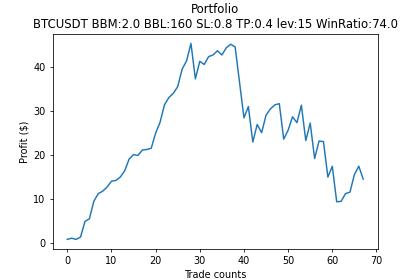 Portfolio
BTCUSDT BBM:2.0 BBL:160 SL:0.8 TP:0.4 lev:15 WinRatio:74.0
40
30
20
10
0
Profit ($)
0 10 20 30 40 50 60 70
Trade counts